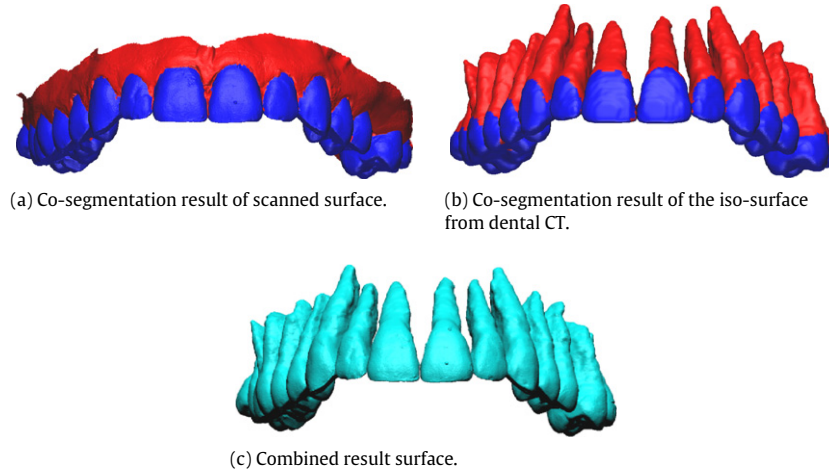 (a) Co-segmentation result of scanned surface.
(b) Co-segmentation result of the iso-surface
from dental CT.
(c) Combined result surface.